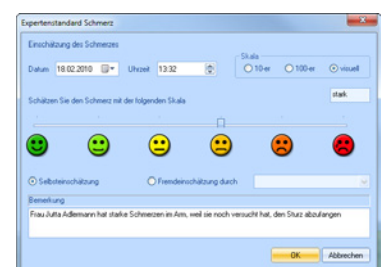 Expertenstandard Schmerz
Einschätzung des Schmerzes
Datum 18.02.2010 Uhrzeit 13:32
Skala
10-er 100-er visuell
Schätzen Sie den Schmerz mit der folgenden Skala
stark
Selbsteinschätzung Fremdeinschätzung durch
Bemerkung
Frau Jutta Adlermann hat starke Schmerzen im Arm, weil sie noch versucht hat, den Sturz abzufangen
OK Abbrechen